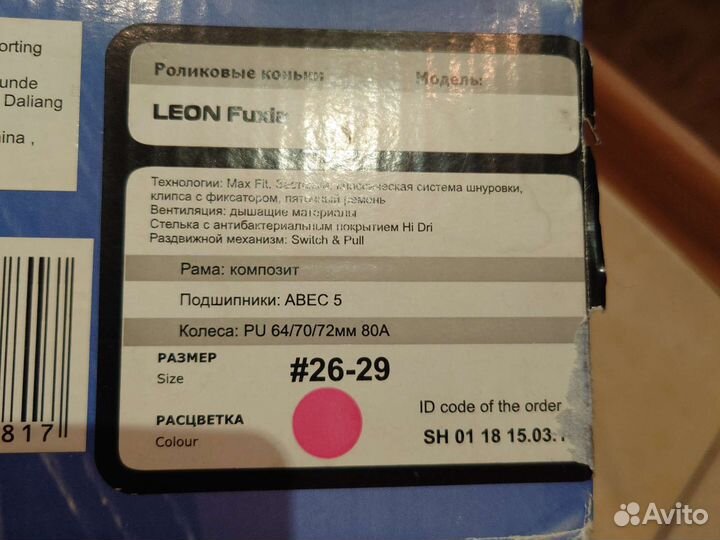 orting
unde
Daliang
ina ,
817
Роликовые коньки Модель:
LEON Fuxia
Технологии: Max Fit. Застежки, классическая система шнуровки,
клипса с фиксатором, пяточный ремень
Вентиляция: дышащие материалы
Стелька с антибактериальным покрытием Hi Dri
Раздвижной механизм: Switch & Pull
Рама: композит
Подшипники: ABEC 5
Колеса: PU 64/70/72мм 80А
РАЗМЕР
Size
#26-29
РАСЦВЕТКА
Colour
ID code of the order
SH 01 18 15.03.
Avito